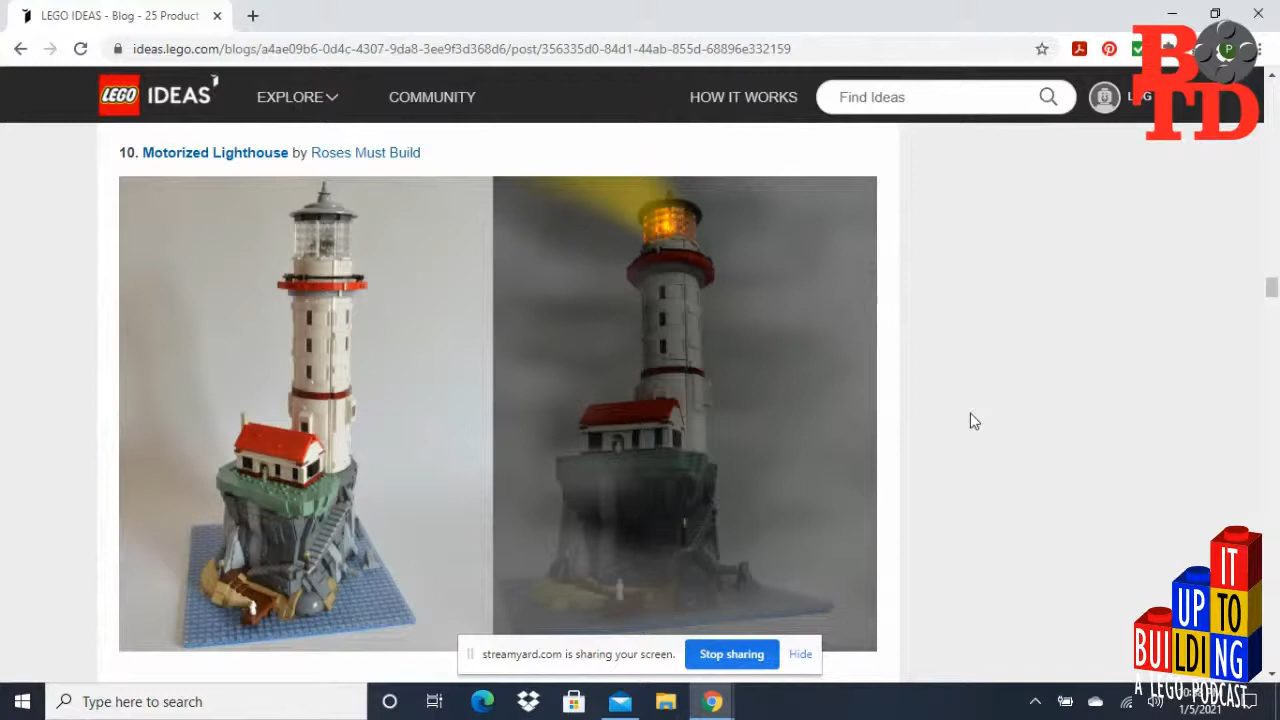 LEGO IDEAS - Blog - 25 Product
ideas.lego.com/blogs/a4ae09b6-0d4c-4307-9da8-3ee9f3d368d6/post/356335d0-84d1-44ab-855d-68896e332159
LEGO IDEAS EXPLORE COMMUNITY HOW IT WORKS Find Ideas
B TD
10. Motorized Lighthouse by Roses Must Build
streamyard.com is sharing your screen. Stop sharing Hide
IT
UP TO
BUILDING
A LEGO PODCAST
Type here to search
1/5/2021